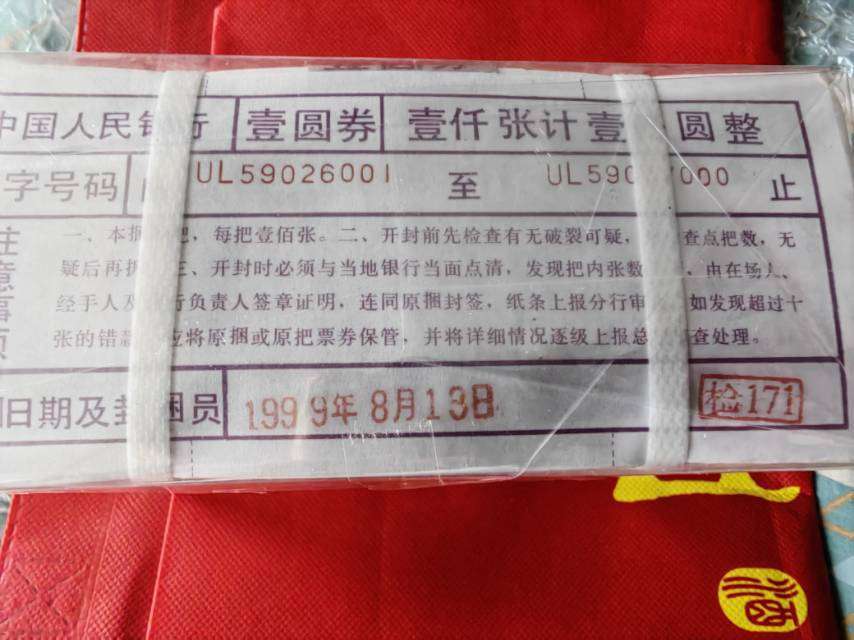 中国人民银行 壹圆券 壹仟张计壹 圆整
字号码 UL59026001 至 UL590 7000 止
注意事项
一、本捆 把，每把壹佰张。二、开封前先检查有无破裂可疑， 查点把数，无
疑后再拆 三、开封时必须与当地银行当面点清，发现把内张数 ，由在场人、
经手人及 行负责人签章证明，连同原捆封签，纸条上报分行审 如发现超过十
张的错 应将原捆或原把票券保管，并将详细情况逐级上报总 查处理。
日期及封捆员 1999年8月13日 检171
酒